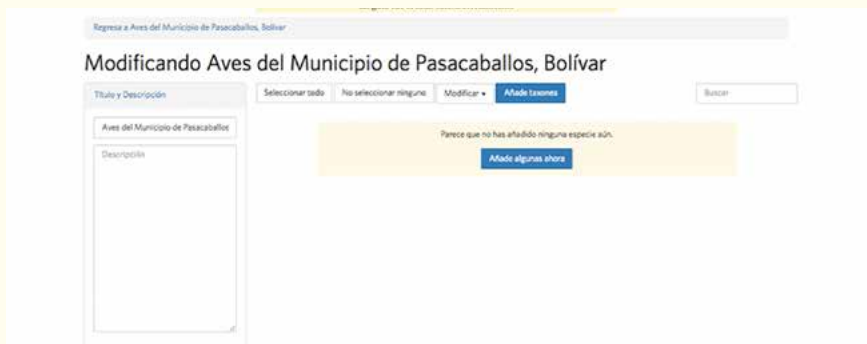 Regresa a Aves del Municipio de Pasacaballos, Bolívar
Modificando Aves del Municipio de Pasacaballos, Bolívar
Título y Descripción
Seleccionar todo No seleccionar ninguno Modificar Añade taxones Buscar
Aves del Municipio de Pasacaballos
Parece que no has añadido ninguna especie aún.
Descripción
Añade algunas ahora